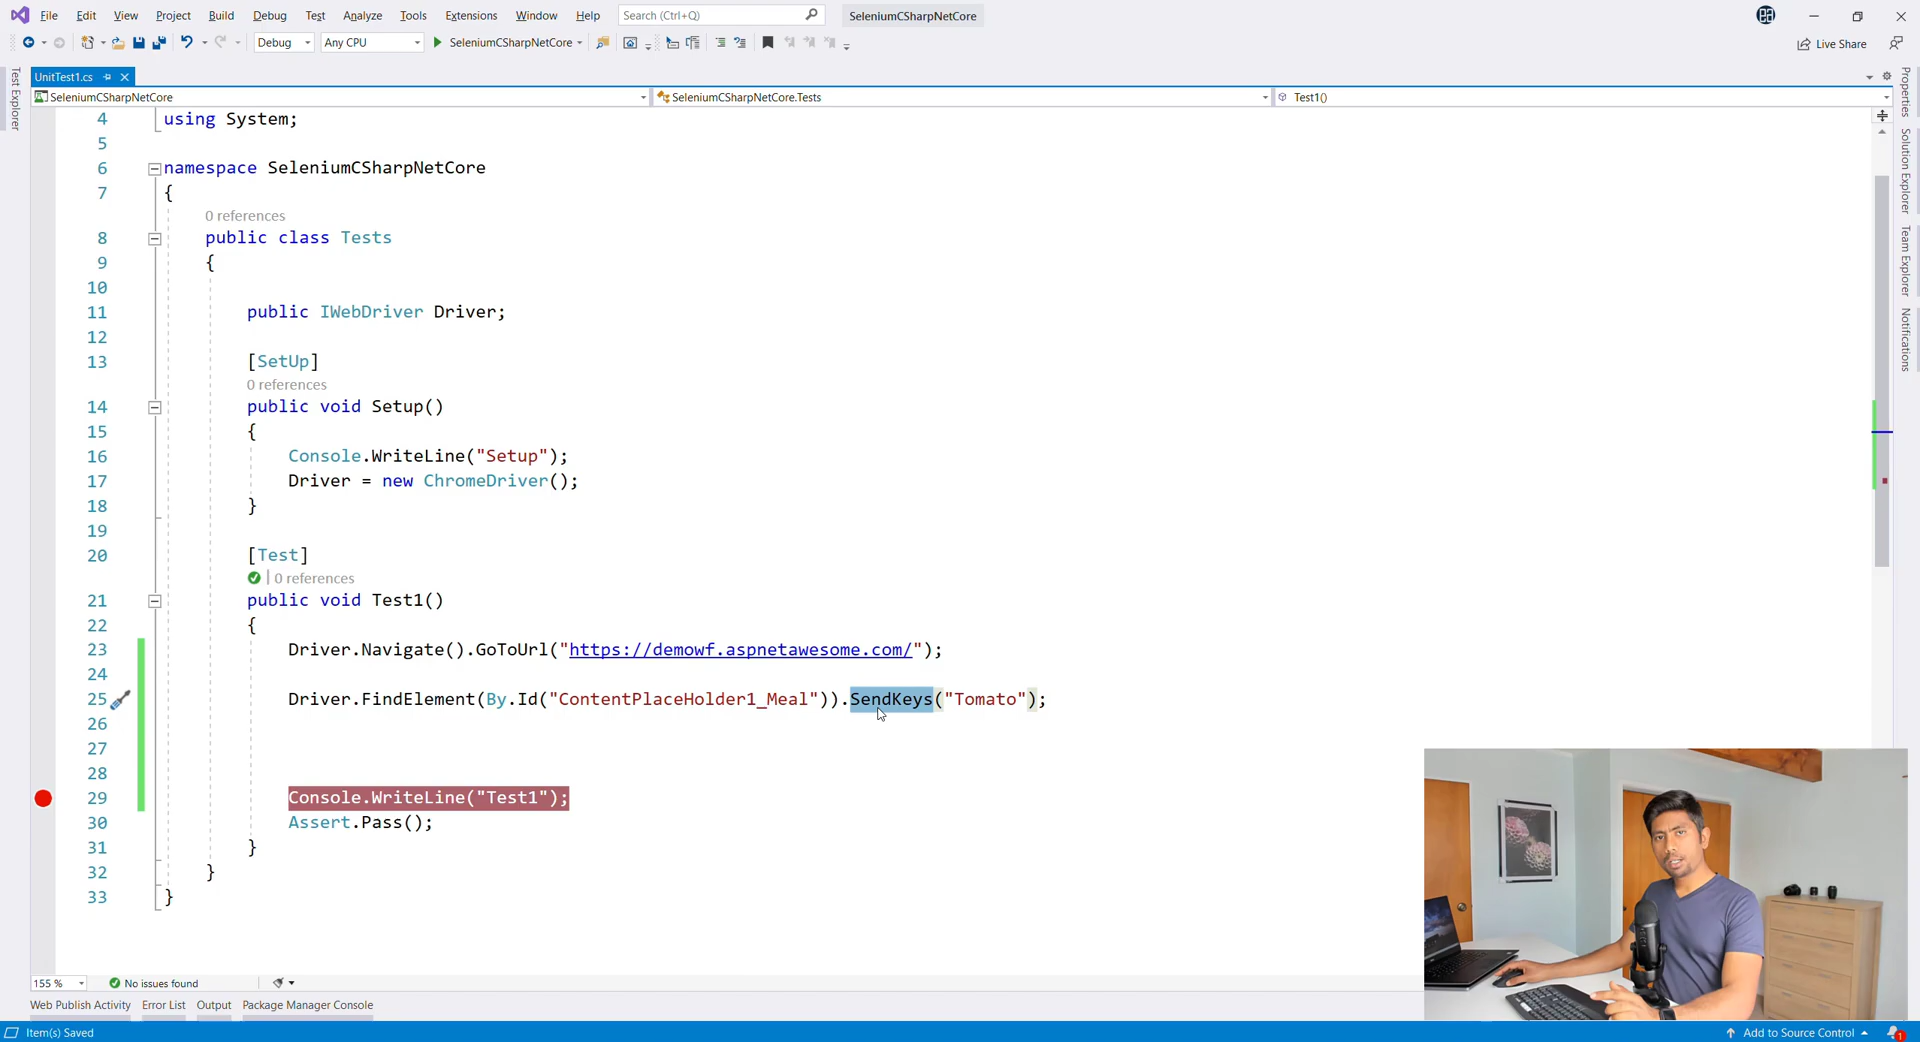 File Edit View Project Build Debug Test Analyze Tools Extensions Window Help Search (Ctrl+Q) SeleniumCSharpNetCore
Debug Any CPU SeleniumCSharpNetCore Live Share
UnitTest1.cs
SeleniumCSharpNetCore SeleniumCSharpNetCore.Tests Test1()
Test Explorer
Properties
Solution Explorer
Team Explorer
Notifications
4 using System;
5
6 namespace SeleniumCSharpNetCore
7 {
0 references
8 public class Tests
9 {
10
11 public IWebDriver Driver;
12
13 [SetUp]
0 references
14 public void Setup()
15 {
16 Console.WriteLine("Setup");
17 Driver = new ChromeDriver();
18 }
19
20 [Test]
0 references
21 public void Test1()
22 {
23 Driver.Navigate().GoToUrl("https://demowf.aspnetawesome.com/");
24
25 Driver.FindElement(By.Id("ContentPlaceHolder1_Meal")).SendKeys("Tomato");
26
27
28
29 Console.WriteLine("Test1");
30 Assert.Pass();
31 }
32 }
33 }
155 % No issues found
Web Publish Activity Error List Output Package Manager Console
Item(s) Saved Add to Source Control 1